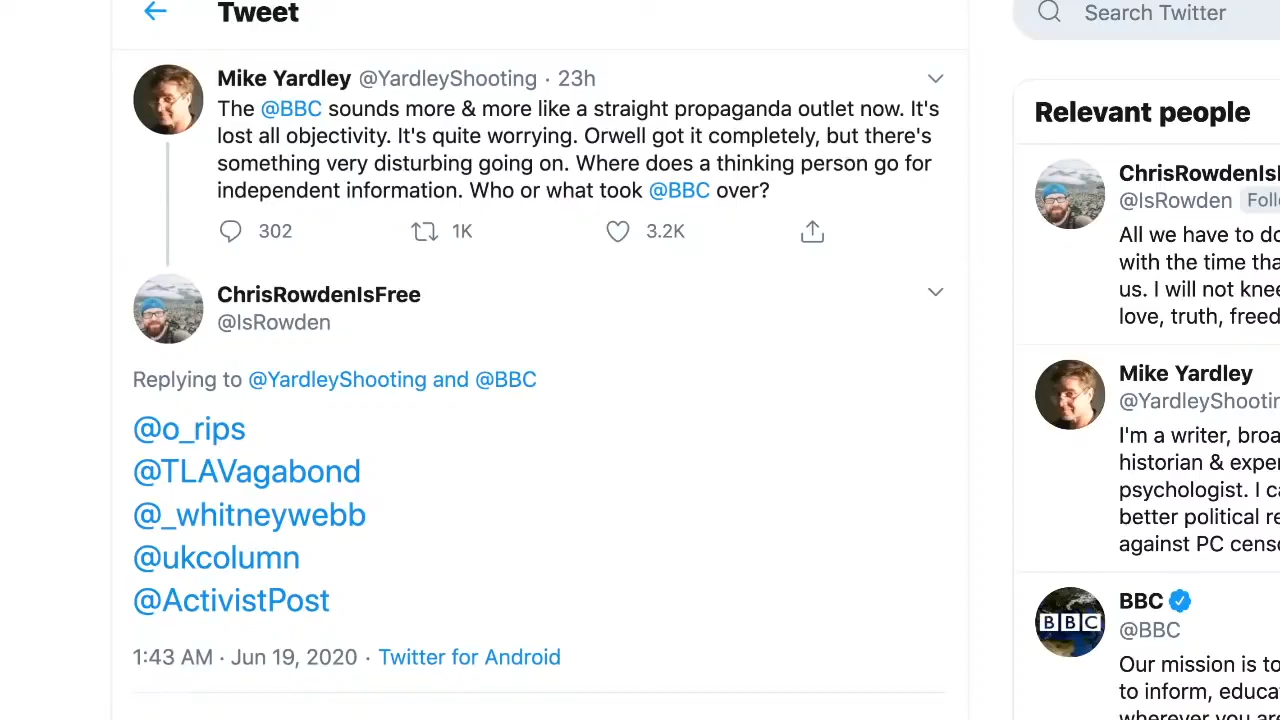 Tweet
Mike Yardley @YardleyShooting · 23h
The @BBC sounds more & more like a straight propaganda outlet now. It's
lost all objectivity. It's quite worrying. Orwell got it completely, but there's
something very disturbing going on. Where does a thinking person go for
independent information. Who or what took @BBC over?
302 1K 3.2K
ChrisRowdenIsFree
@IsRowden
Replying to @YardleyShooting and @BBC
@o_rips
@TLAVagabond
@_whitneywebb
@ukcolumn
@ActivistPost
1:43 AM · Jun 19, 2020 · Twitter for Android
Search Twitter
Relevant people
ChrisRowdenIs
@IsRowden Foll
All we have to do
with the time tha
us. I will not knee
love, truth, freed
Mike Yardley
@YardleyShootin
I'm a writer, broa
historian & exper
psychologist. I ca
better political re
against PC censo
BBC
BBC
@BBC
Our mission is to
to inform, educa
wherever you are